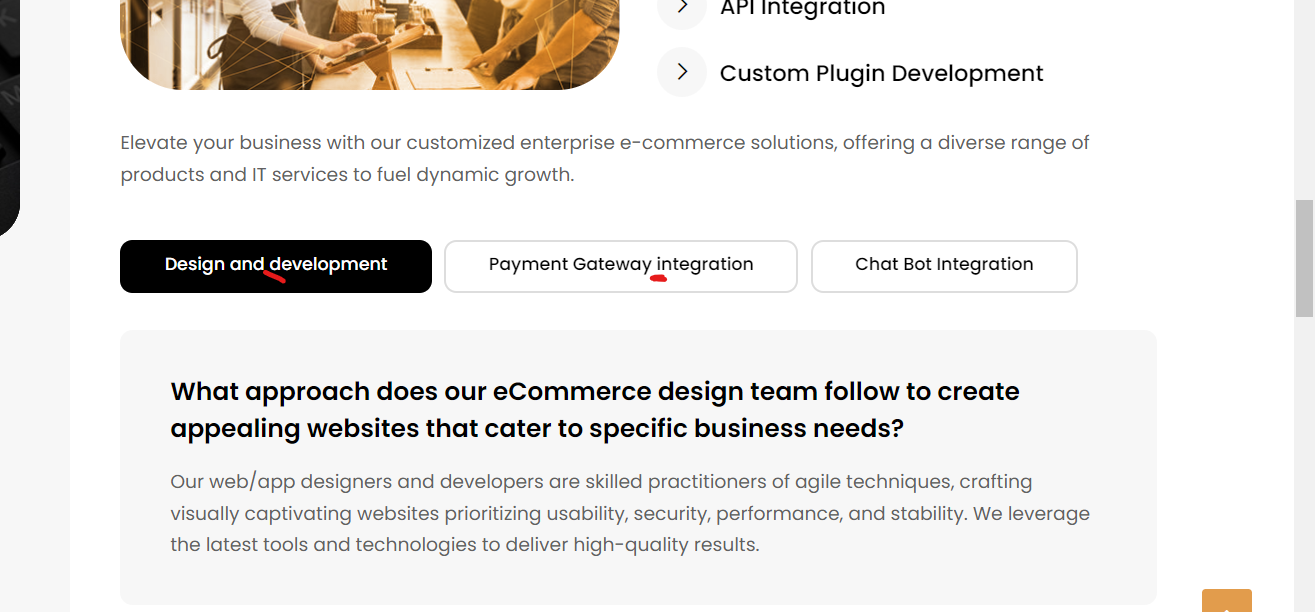 API Integration
Custom Plugin Development
Elevate your business with our customized enterprise e-commerce solutions, offering a diverse range of
products and IT services to fuel dynamic growth.
Design and development
Payment Gateway integration
Chat Bot Integration
What approach does our eCommerce design team follow to create
appealing websites that cater to specific business needs?
Our web/app designers and developers are skilled practitioners of agile techniques, crafting
visually captivating websites prioritizing usability, security, performance, and stability. We leverage
the latest tools and technologies to deliver high-quality results.